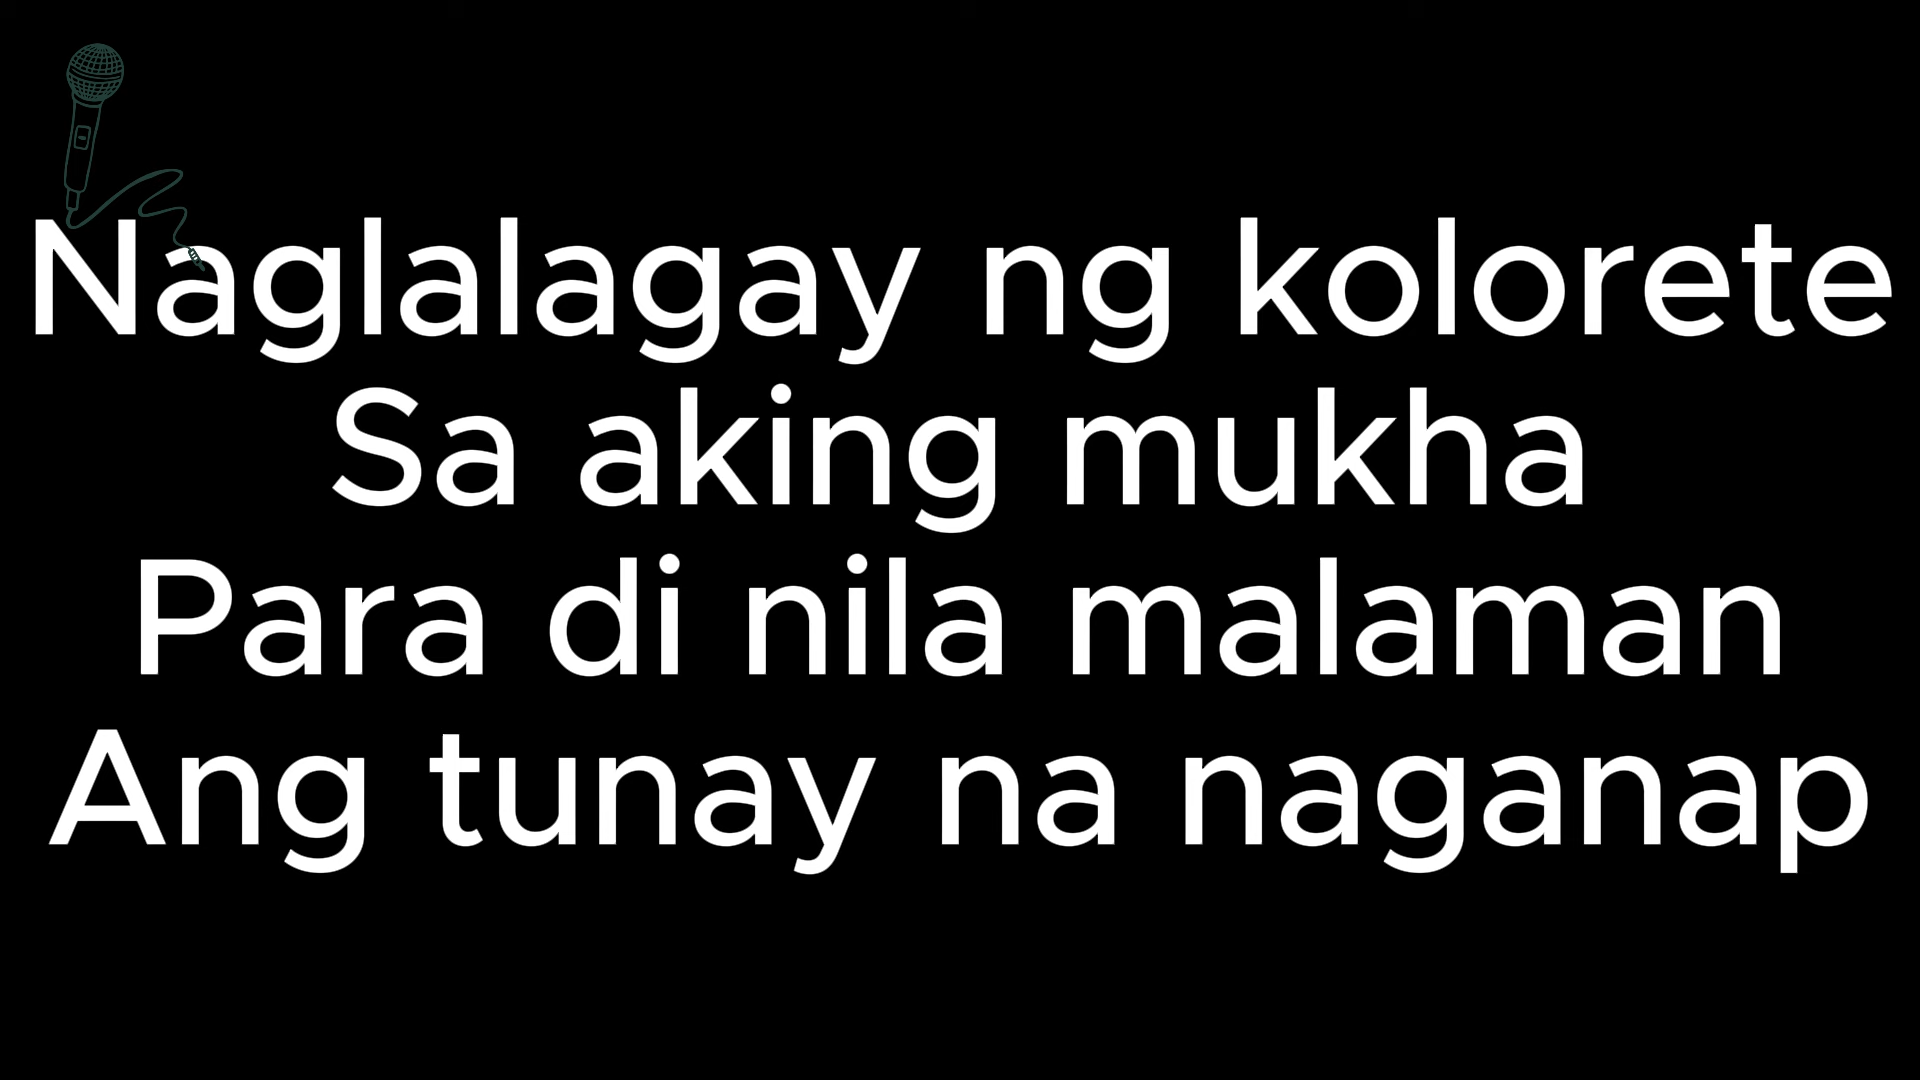 Naglalagay ng kolorete
Sa aking mukha
Para di nila malaman
Ang tunay na naganap